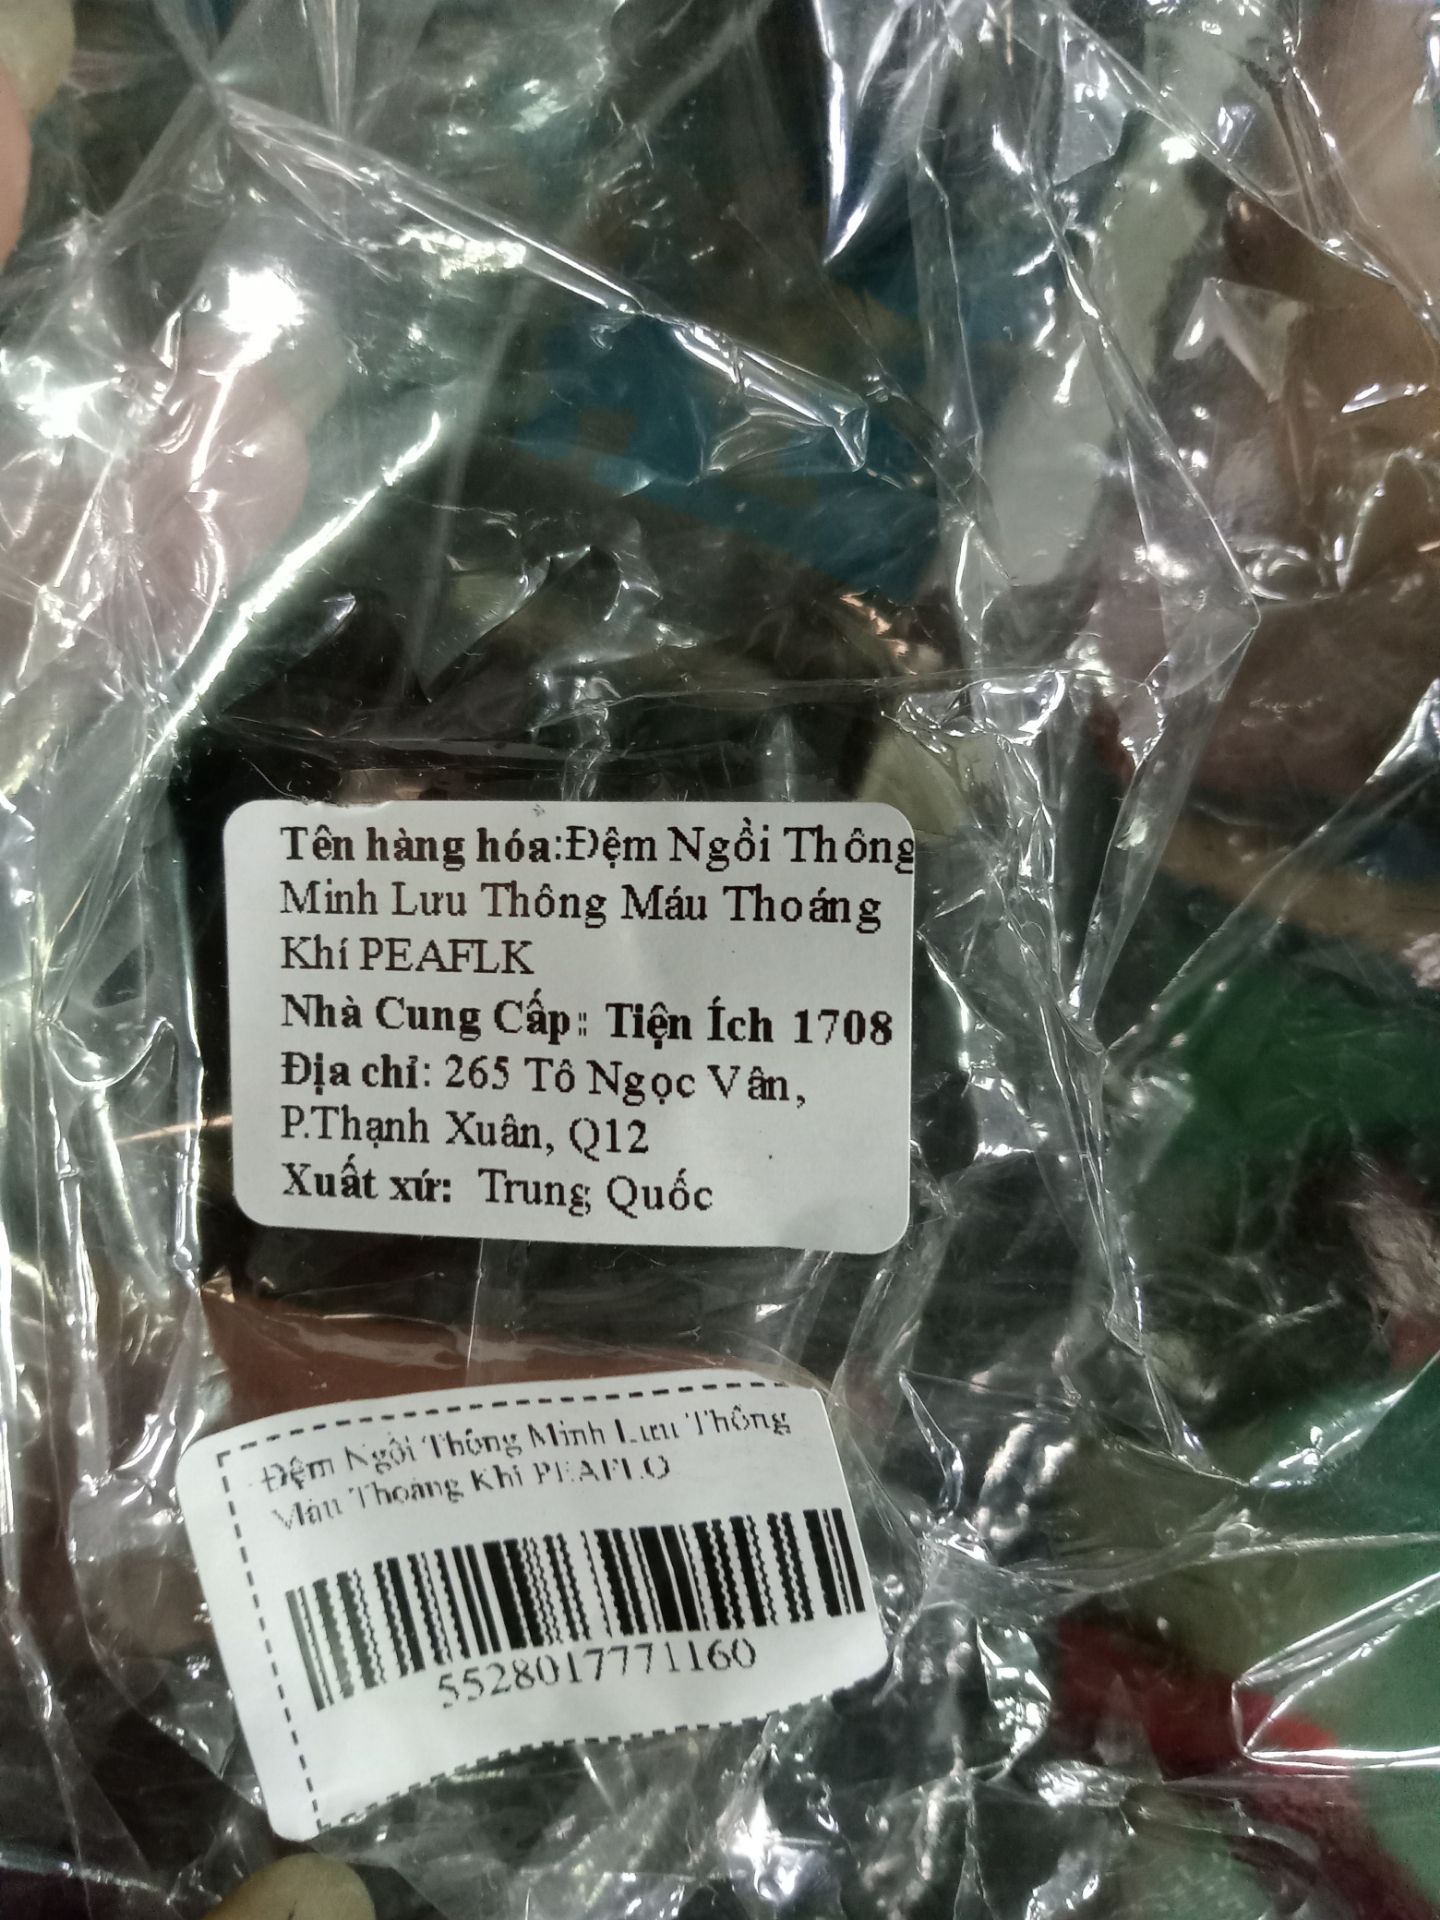 Tên hàng hóa:Đệm Ngồi Thông
Minh Lưu Thông Máu Thoáng
Khí PEAFLK
Nhà Cung Cấp:: Tiện Ích 1708
Địa chỉ: 265 Tô Ngọc Vân,
P.Thạnh Xuân, Q12
Xuất xứ: Trung Quốc
Đệm Ngồi Thông Minh Lưu Thông
Máu Thoáng Khí PEAFLQ
5528017771160